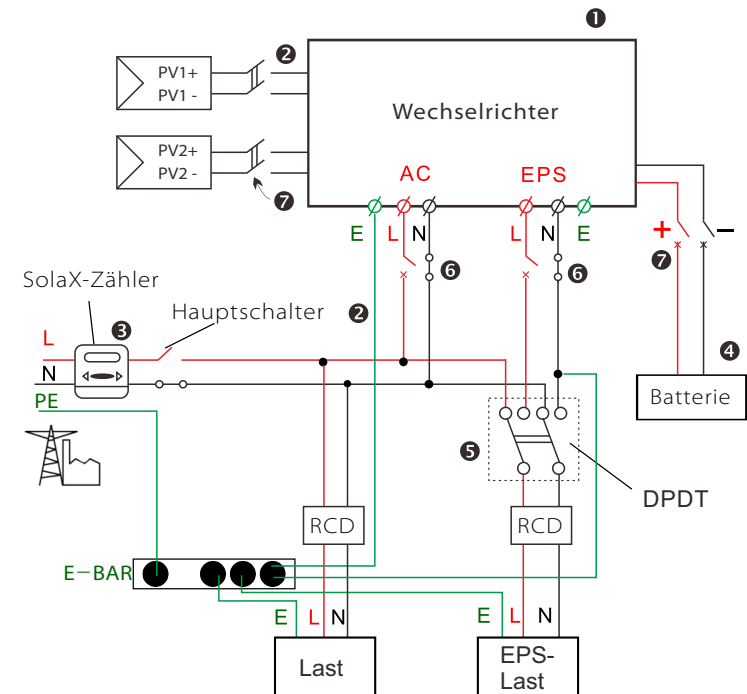 ❶
❷
PV1+
PV1 -
Wechselrichter
PV2+
PV2 -
❼
AC
EPS
E
L
N
L
N
E
+
−
❼
❻
❻
SolaX-Zähler
Hauptschalter
❷
❸
❹
L
N
PE
Batterie
❺
DPDT
RCD
RCD
E-BAR
E
L
N
E
L
N
Last
EPS-
Last